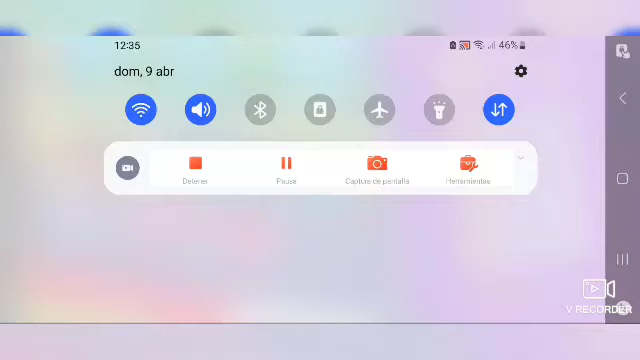 12:35
46%
dom, 9 abr
Detener
Pausa
Captura de pantalla
Herramientas
V RECORDER